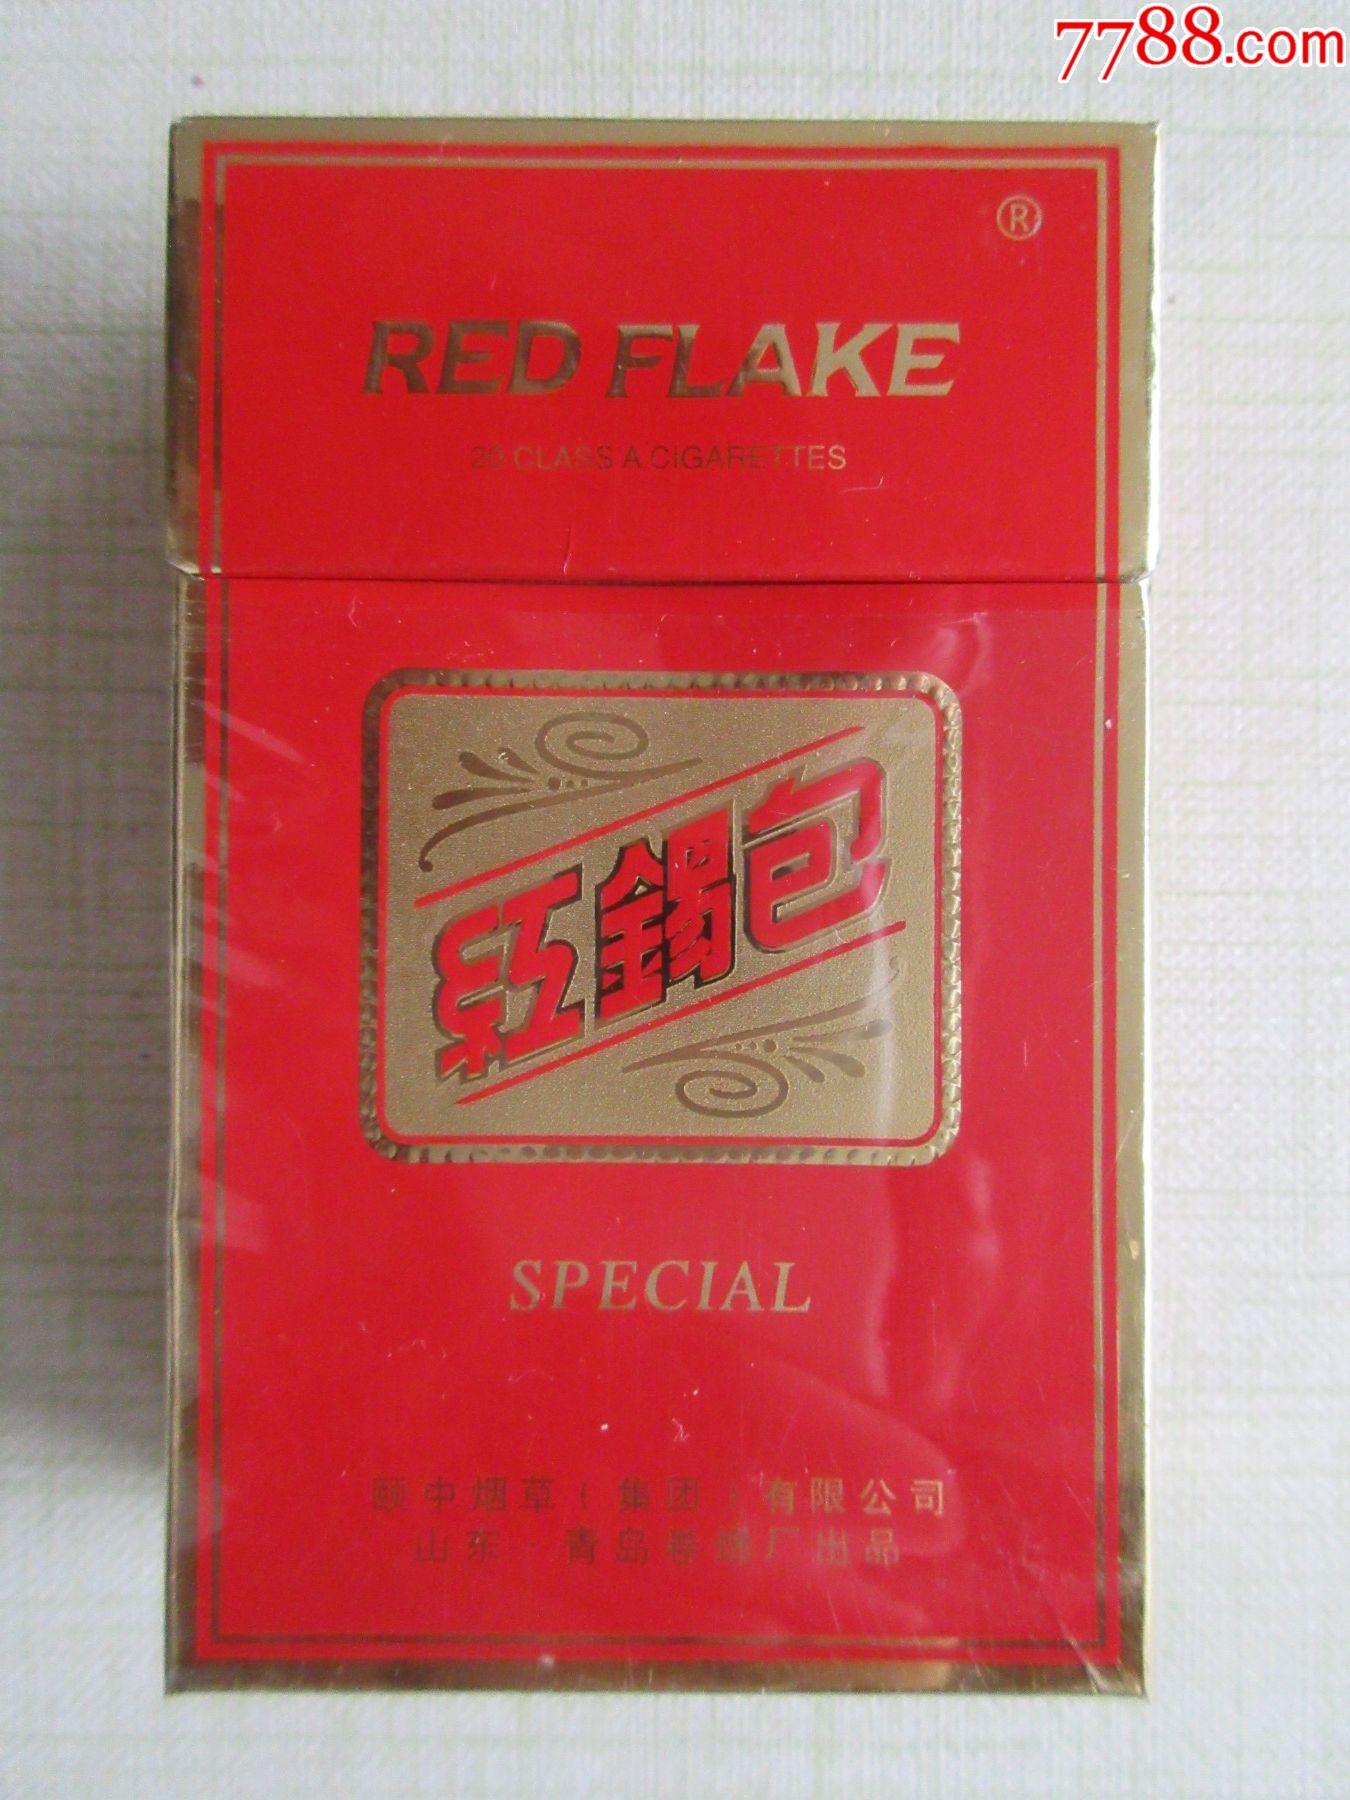 7788.com
®
RED FLAKE
20 CLASS A CIGARETTES
紅錫包
SPECIAL
颐中烟草(集团)有限公司
山东·青岛卷烟厂出品